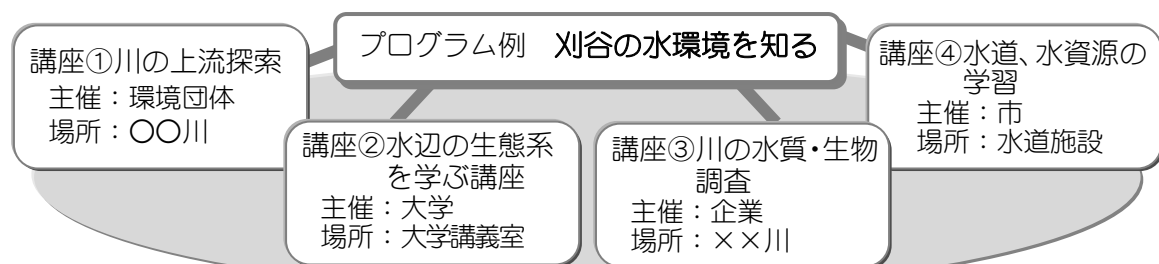 プログラム例　刈谷の水環境を知る
講座①川の上流探索
主催：環境団体
場所：〇〇川
講座②水辺の生態系
を学ぶ講座
主催：大学
場所：大学講義室
講座③川の水質・生物
調査
主催：企業
場所：××川
講座④水道、水資源の
学習
主催：市
場所：水道施設